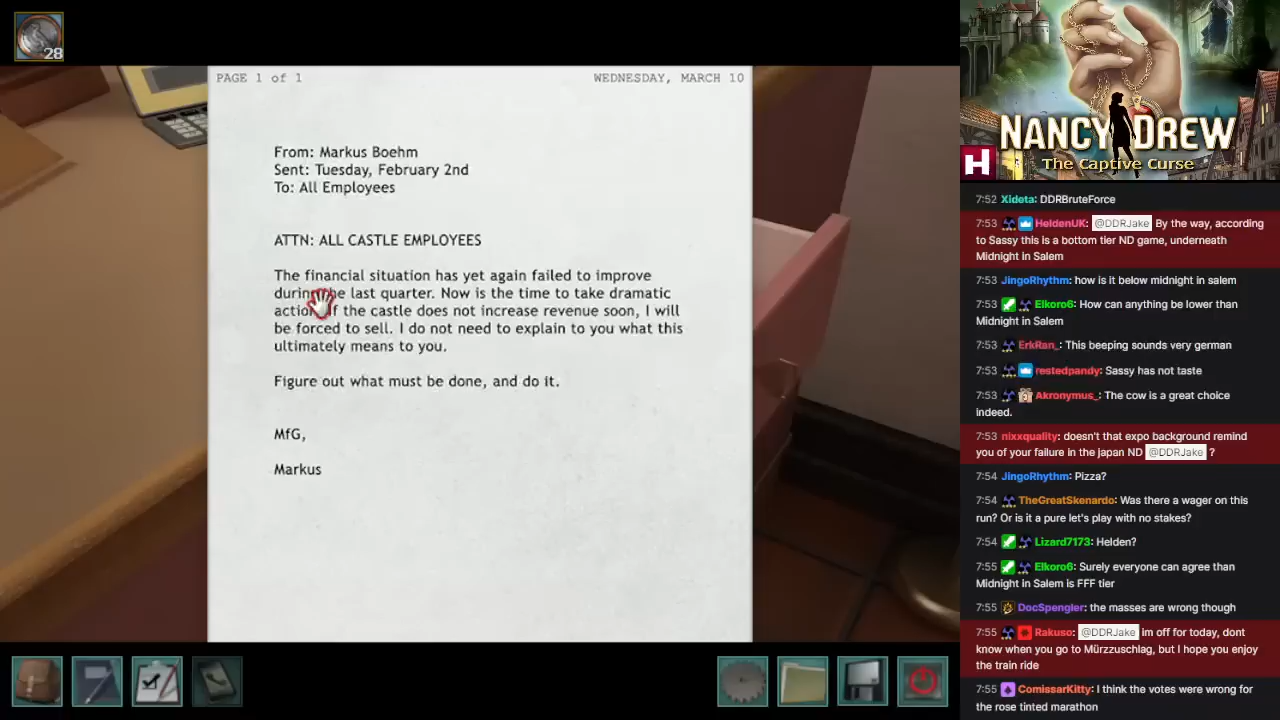 28
PAGE 1 of 1
WEDNESDAY, MARCH 10
From: Markus Boehm
Sent: Tuesday, February 2nd
To: All Employees
ATTN: ALL CASTLE EMPLOYEES
The financial situation has yet again failed to improve
during the last quarter. Now is the time to take dramatic
action. If the castle does not increase revenue soon, I will
be forced to sell. I do not need to explain to you what this
ultimately means to you.
Figure out what must be done, and do it.
MfG,
Markus
NANCY DREW
The Captive Curse
H
7:52 Xideta: DDRBruteForce
7:53 HeldenUK: @DDRJake By the way, according
to Sassy this is a bottom tier ND game, underneath
Midnight in Salem
7:53 JingoRhythm: how is it below midnight in salem
7:53 Elkoro6: How can anything be lower than
Midnight in Salem
7:53 ErkRan_: This beeping sounds very german
7:53 restedpandy: Sassy has not taste
7:53 Akronymus_: The cow is a great choice
indeed.
7:53 nixxquality: doesn't that expo background remind
you of your failure in the japan ND @DDRJake ?
7:54 JingoRhythm: Pizza?
7:54 TheGreatSkenardo: Was there a wager on this
run? Or is it a pure let's play with no stakes?
7:54 Lizard7173: Helden?
7:55 Elkoro6: Surely everyone can agree than
Midnight in Salem is FFF tier
7:55 DocSpengler: the masses are wrong though
7:55 Rakuso: @DDRJake im off for today, dont
know when you go to Mürzzuschlag, but I hope you enjoy
the train ride
7:55 ComissarKitty: I think the votes were wrong for
the rose tinted marathon